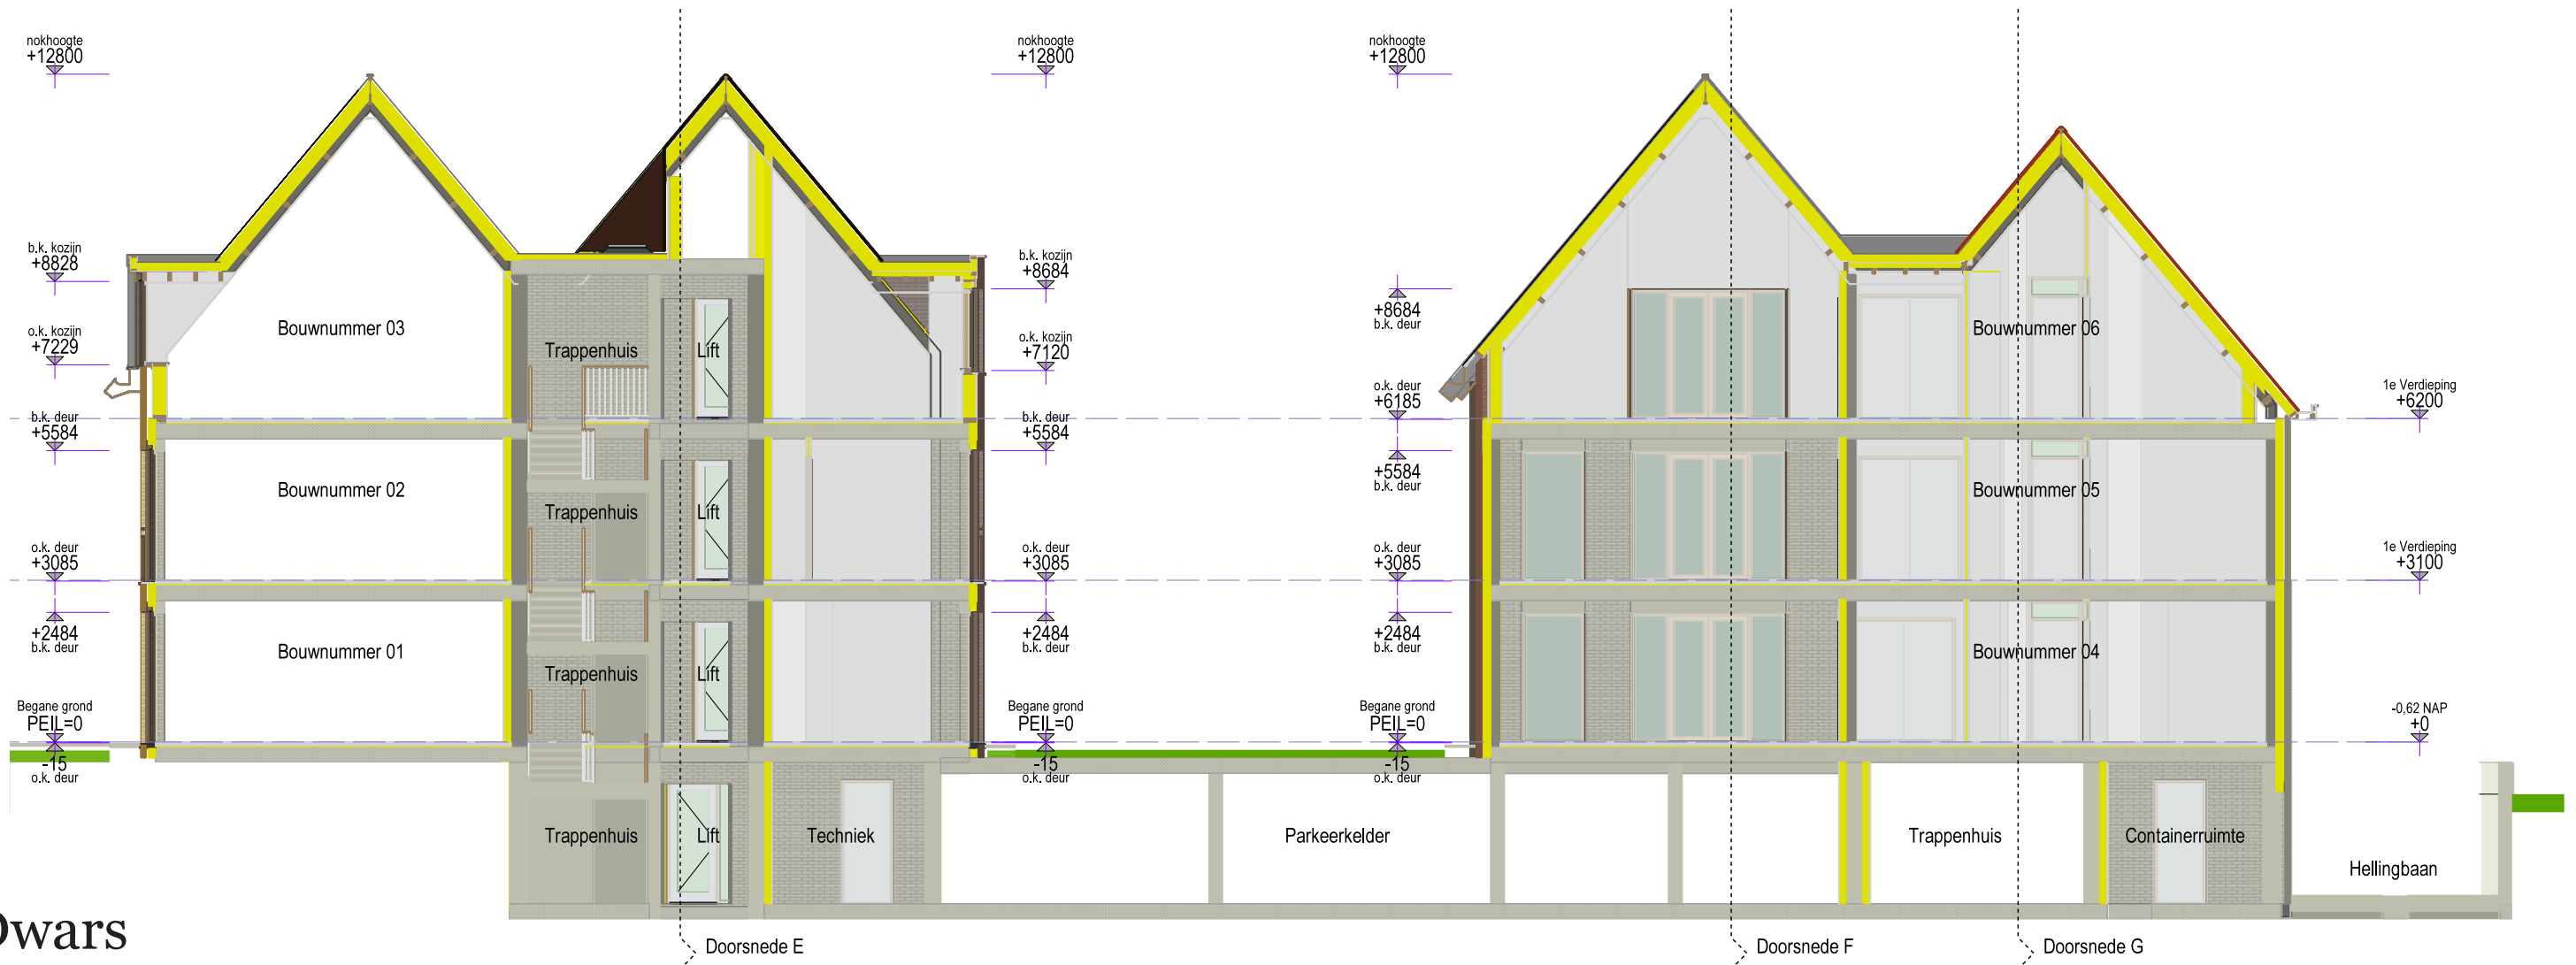 nokhoogte
+12800
nokhoogte
+12800
nokhoogte
+12800
b.k. kozijn
+8828
b.k. kozijn
+8684
+8684
b.k. deur
o.k. kozijn
+7229
o.k. kozijn
+7120
Bouwnummer 03
Trappenhuis
Lift
Bouwnummer 06
b.k. deur
+5584
b.k. deur
+5584
o.k. deur
+6185
+5584
b.k. deur
1e Verdieping
+6200
Bouwnummer 02
Trappenhuis
Lift
Bouwnummer 05
o.k. deur
+3085
o.k. deur
+3085
o.k. deur
+3085
1e Verdieping
+3100
+2484
b.k. deur
+2484
b.k. deur
+2484
b.k. deur
Bouwnummer 01
Trappenhuis
Lift
Bouwnummer 04
Begane grond
PEIL=0
-15
o.k. deur
Begane grond
PEIL=0
-15
o.k. deur
Begane grond
PEIL=0
-15
o.k. deur
-0,62 NAP
+0
Trappenhuis
Lift
Techniek
Parkeerkelder
Trappenhuis
Containerruimte
Hellingbaan
Dwars
Doorsnede E
Doorsnede F
Doorsnede G